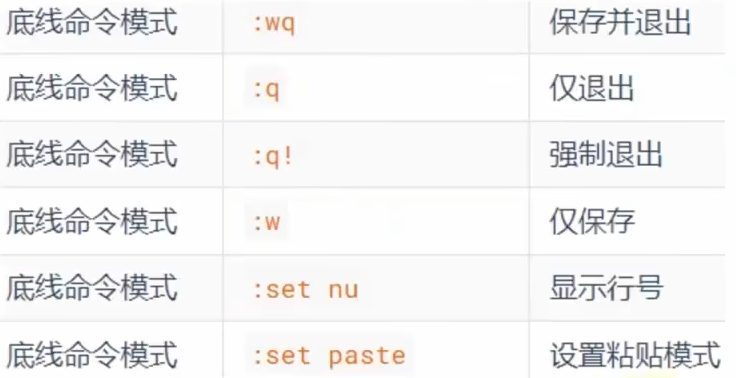 底线命令模式 :wq 保存并退出
底线命令模式 :q 仅退出
底线命令模式 :q! 强制退出
底线命令模式 :w 仅保存
底线命令模式 :set nu 显示行号
底线命令模式 :set paste 设置粘贴模式